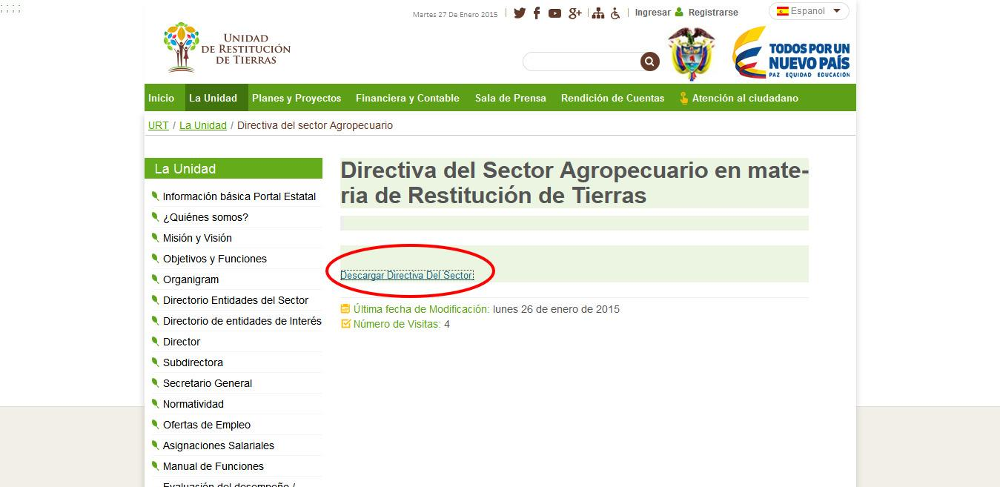 ; ; ; ;
Martes 27 De Enero 2015
Ingresar
Registrarse
Espanol
UNIDAD
DE RESTITUCIÓN
DE TIERRAS
TODOS POR UN
NUEVO PAÍS
PAZ EQUIDAD EDUCACIÓN
Inicio
La Unidad
Planes y Proyectos
Financiera y Contable
Sala de Prensa
Rendición de Cuentas
Atención al ciudadano
URT / La Unidad / Directiva del sector Agropecuario
La Unidad
Información básica Portal Estatal
¿Quiénes somos?
Misión y Visión
Objetivos y Funciones
Organigram
Directorio Entidades del Sector
Directorio de entidades de Interés
Director
Subdirectora
Secretario General
Normatividad
Ofertas de Empleo
Asignaciones Salariales
Manual de Funciones
Evaluación del desempeño /
Directiva del Sector Agropecuario en mate-
ria de Restitución de Tierras
Descargar Directiva Del Sector.
Última fecha de Modificación: lunes 26 de enero de 2015
Número de Visitas: 4